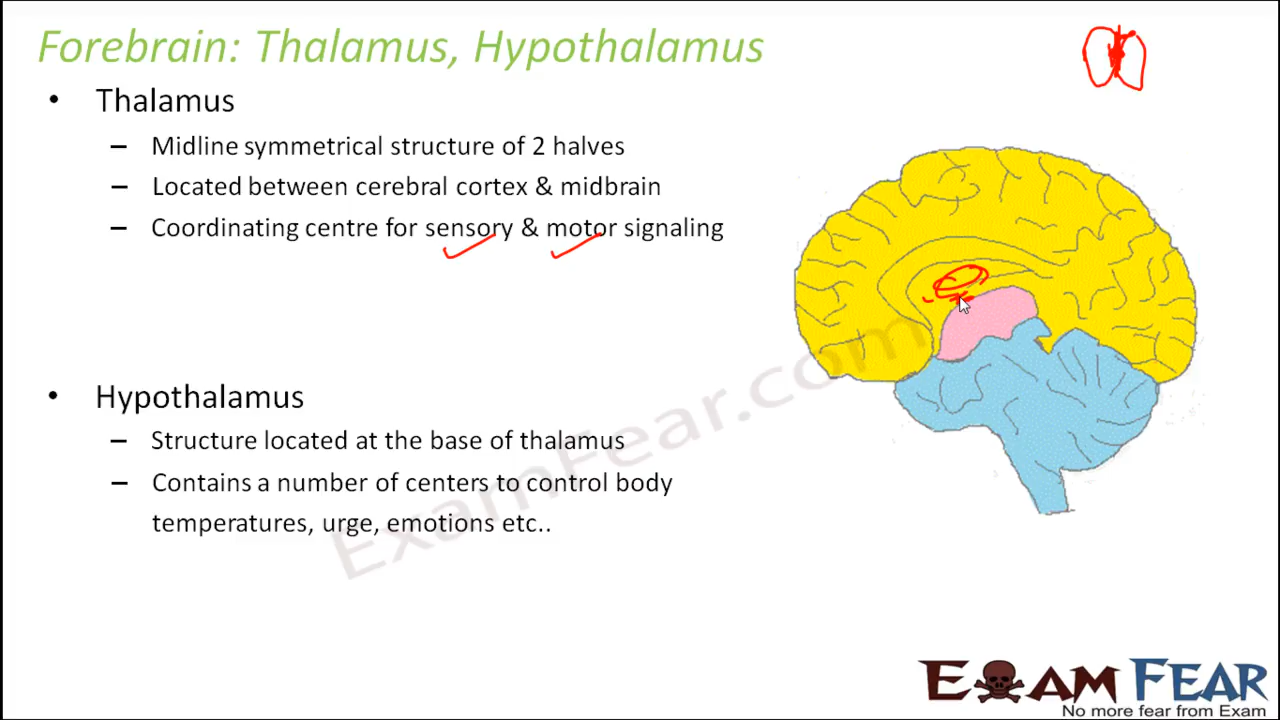 Forebrain: Thalamus, Hypothalamus
• Thalamus
– Midline symmetrical structure of 2 halves
– Located between cerebral cortex & midbrain
– Coordinating centre for sensory & motor signaling
• Hypothalamus
– Structure located at the base of thalamus
– Contains a number of centers to control body
temperatures, urge, emotions etc..
ExamFear.com
EXAM FEAR
No more fear from Exam